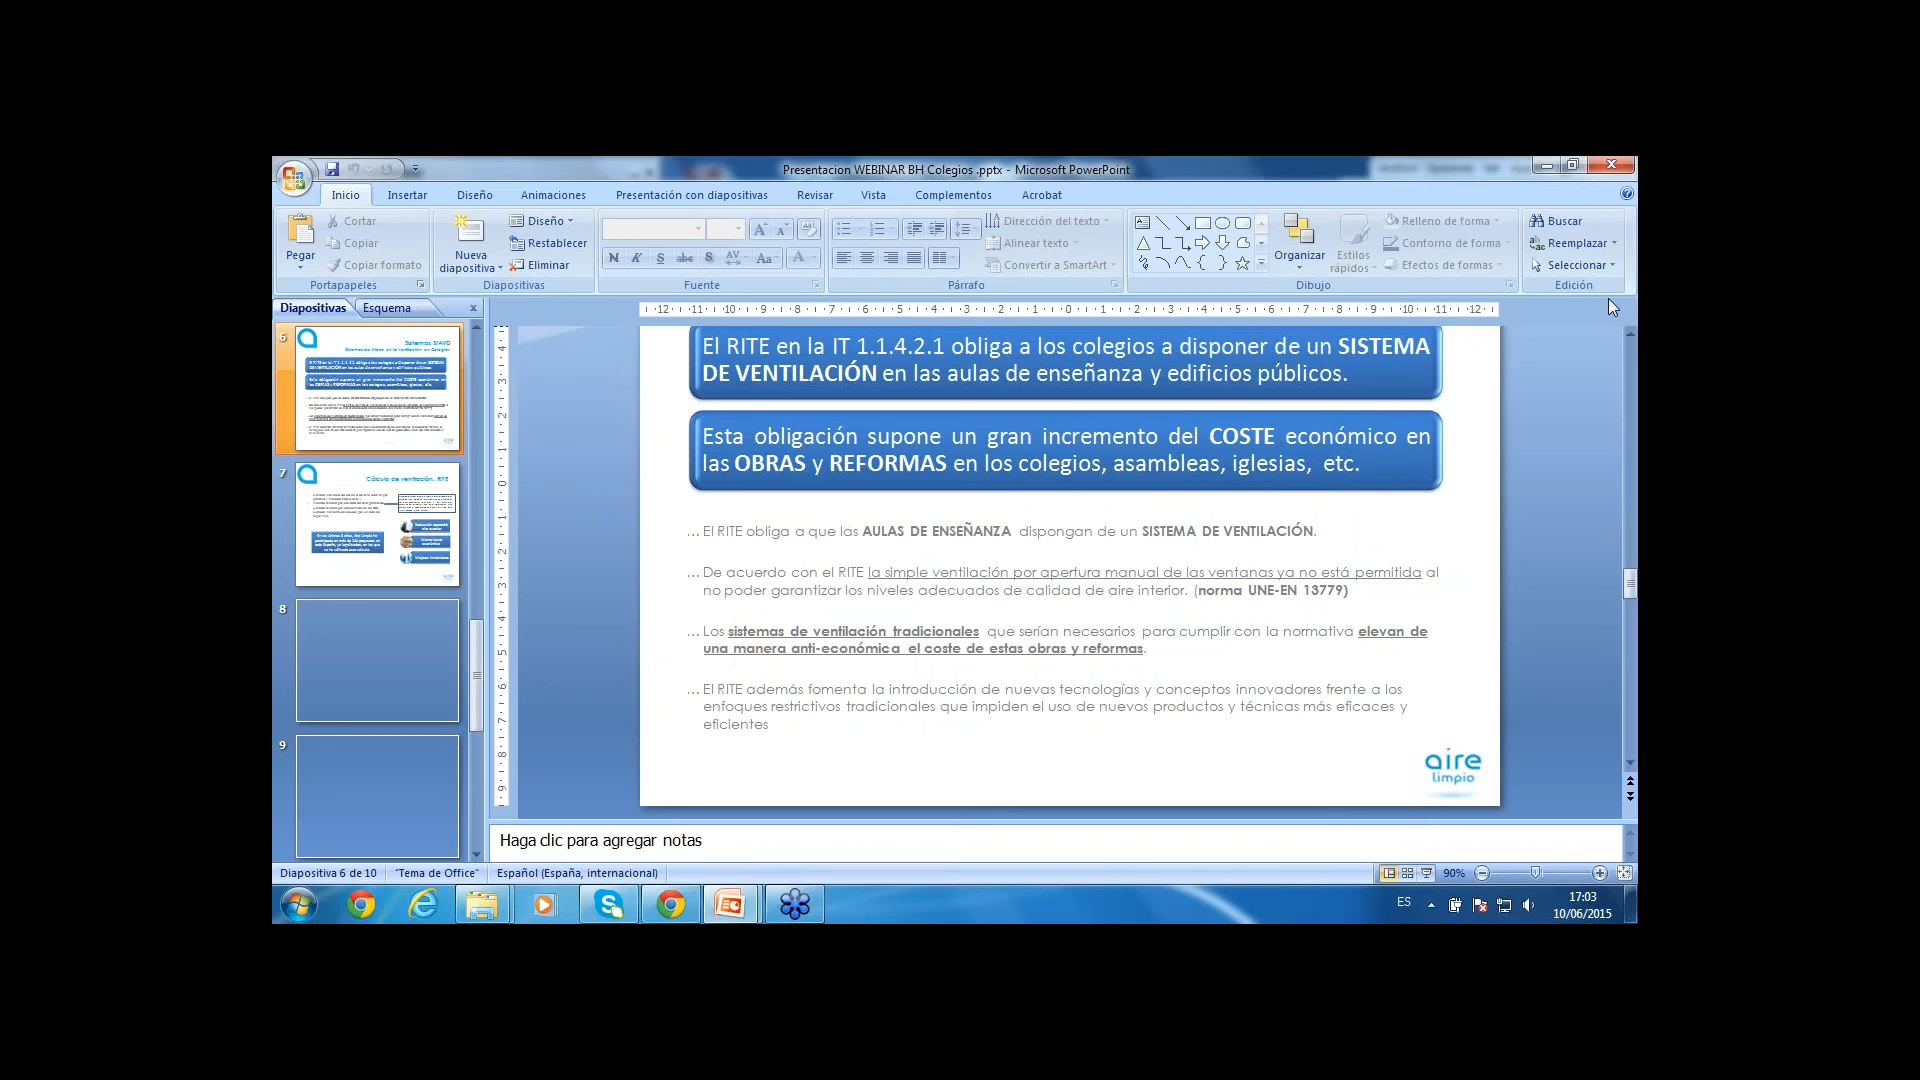 Presentacion WEBINAR BH Colegios .pptx - Microsoft PowerPoint
Inicio Insertar Diseño Animaciones Presentación con diapositivas Revisar Vista Complementos Acrobat
Pegar
Cortar
Copiar
Copiar formato
Portapapeles
Nueva
diapositiva
Diseño
Restablecer
Eliminar
Diapositivas
Fuente
Dirección del texto
Alinear texto
Convertir a SmartArt
Párrafo
Organizar
Estilos
rápidos
Relleno de forma
Contorno de forma
Efectos de formas
Dibujo
Buscar
Reemplazar
Seleccionar
Edición
Diapositivas Esquema x
6
Sistemas SIAVO
7
Cálculo de ventilación. RITE
8
9
El RITE en la IT 1.1.4.2.1 obliga a los colegios a disponer de un SISTEMA
DE VENTILACIÓN en las aulas de enseñanza y edificios públicos.
Esta obligación supone un gran incremento del COSTE económico en
las OBRAS y REFORMAS en los colegios, asambleas, iglesias, etc.
... El RITE obliga a que las AULAS DE ENSEÑANZA dispongan de un SISTEMA DE VENTILACIÓN.
... De acuerdo con el RITE la simple ventilación por apertura manual de las ventanas ya no está permitida al
no poder garantizar los niveles adecuados de calidad de aire interior. (norma UNE-EN 13779)
... Los sistemas de ventilación tradicionales que serían necesarios para cumplir con la normativa elevan de
una manera anti-económica el coste de estas obras y reformas.
... El RITE además fomenta la introducción de nuevas tecnologías y conceptos innovadores frente a los
enfoques restrictivos tradicionales que impiden el uso de nuevos productos y técnicas más eficaces y
eficientes
aire
limpio
Haga clic para agregar notas
Diapositiva 6 de 10 "Tema de Office" Español (España, internacional) 90%
ES 17:03
10/06/2015